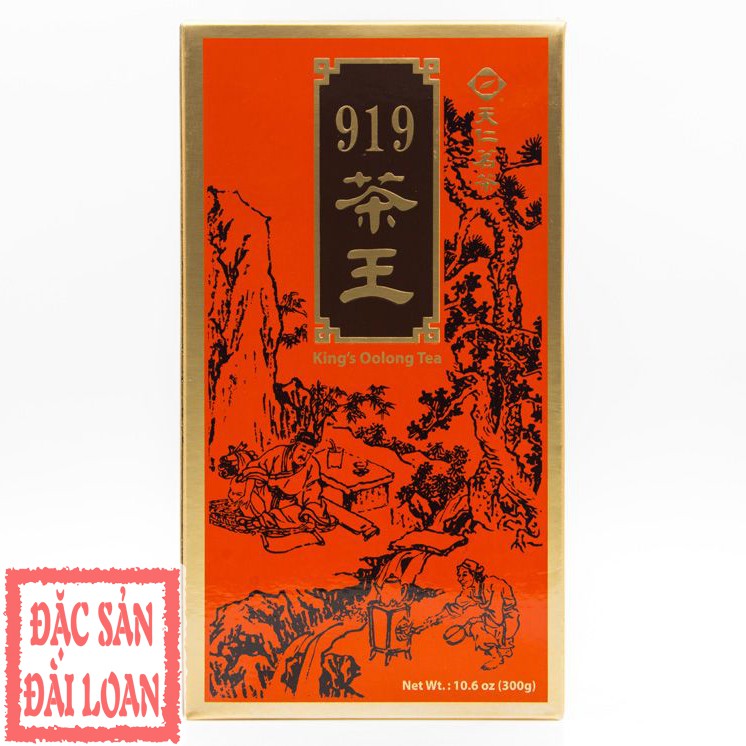 919
茶王
King's Oolong Tea
天仁茗茶
Net Wt.: 10.6 oz (300g)
ĐẶC SẢN
ĐÀI LOAN